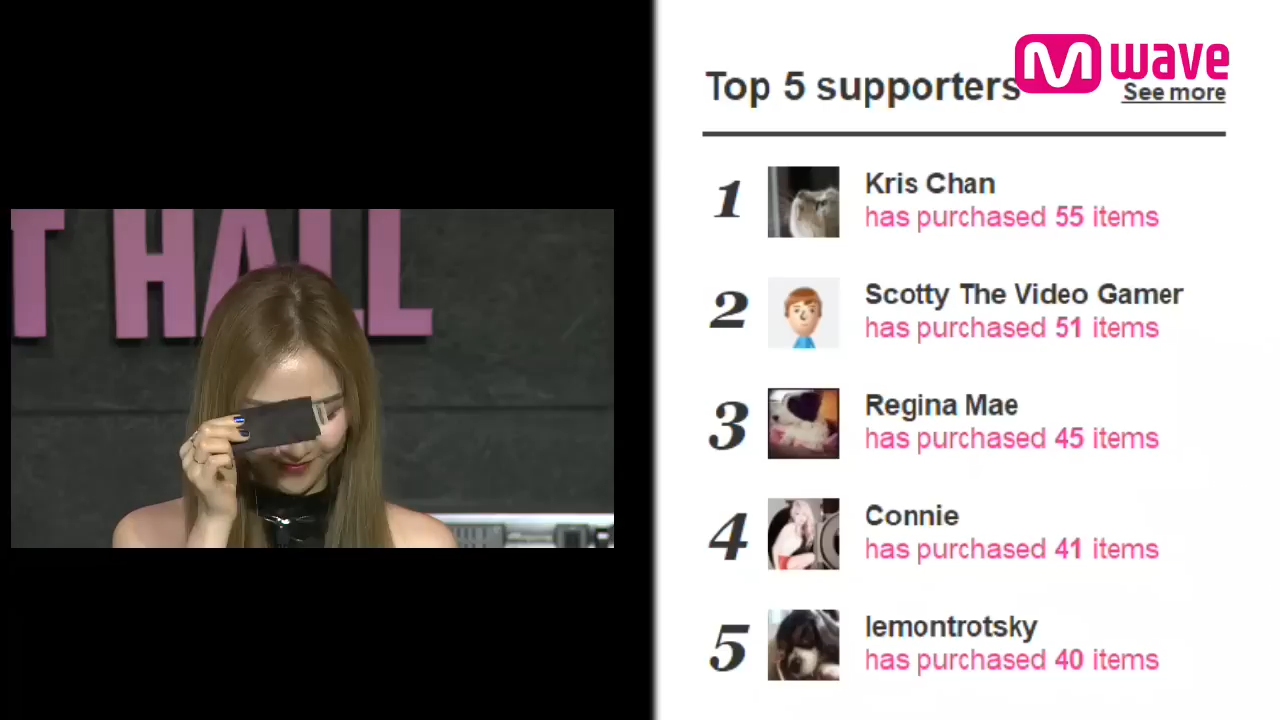 T HALL
M wave
Top 5 supporters
See more
1
Kris Chan
has purchased 55 items
2
Scotty The Video Gamer
has purchased 51 items
3
Regina Mae
has purchased 45 items
4
Connie
has purchased 41 items
5
lemontrotsky
has purchased 40 items